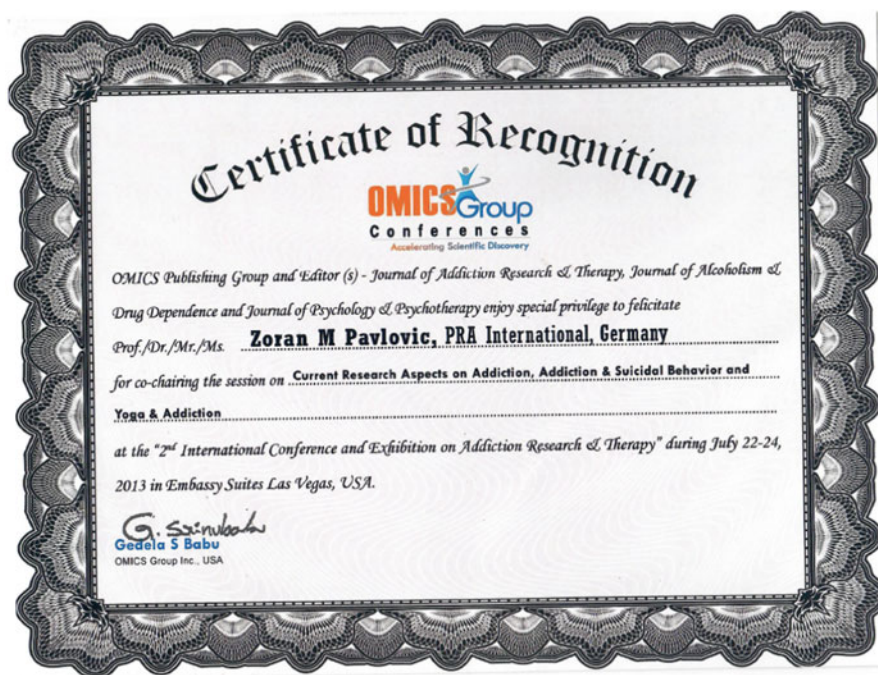 Certificate of Recognition
OMICS Group
Conferences
Accelerating Scientific Discovery
OMICS Publishing Group and Editor (s) - Journal of Addiction Research & Therapy, Journal of Alcoholism &
Drug Dependence and Journal of Psychology & Psychotherapy enjoy special privilege to felicitate
Prof./Dr./Mr./Ms. Zoran M Pavlovic, PRA International, Germany
for co-chairing the session on Current Research Aspects on Addiction, Addiction & Suicidal Behavior and
Yoga & Addiction
at the "2nd International Conference and Exhibition on Addiction Research & Therapy" during July 22-24,
2013 in Embassy Suites Las Vegas, USA.
G. Srinubabu
Gedela S Babu
OMICS Group Inc., USA